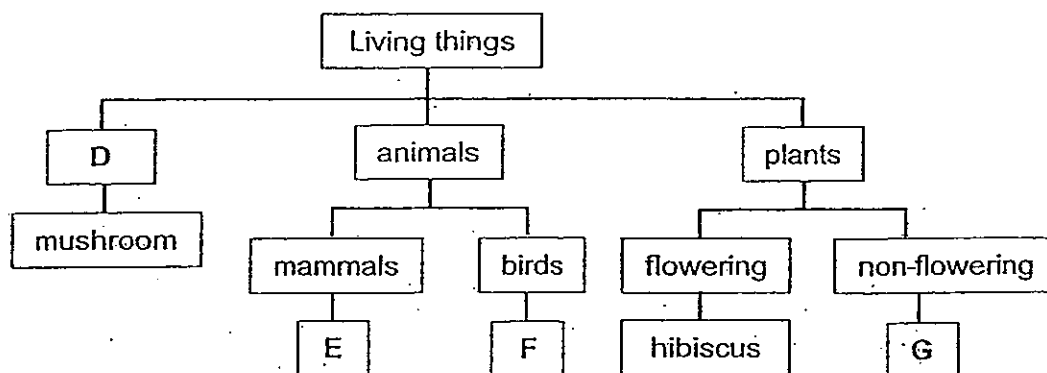 Living things
D
animals
plants
mushroom
mammals
birds
flowering
non-flowering
E
F
hibiscus
G